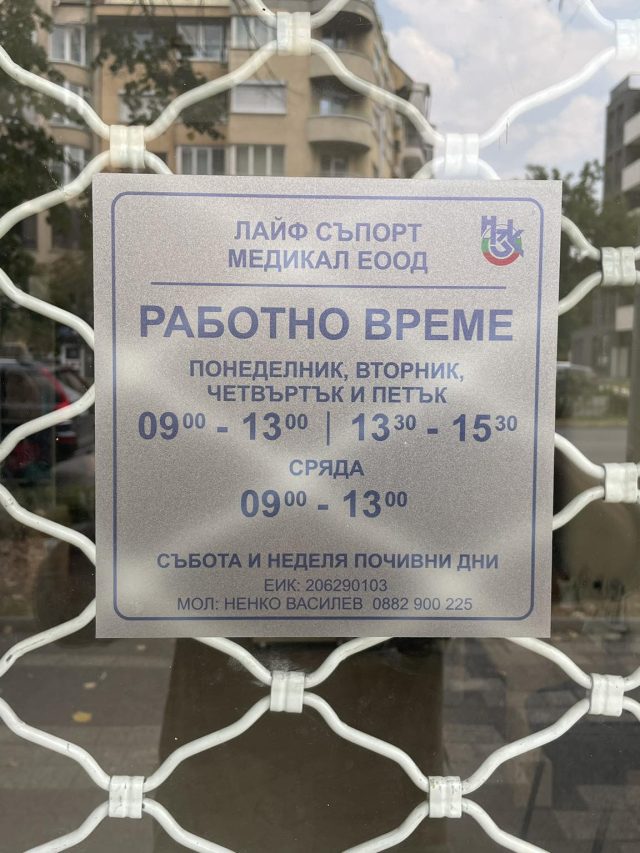 ЛАЙФ СЪПОРТ
МЕДИКАЛ ЕООД
РАБОТНО ВРЕМЕ
ПОНЕДЕЛНИК, ВТОРНИК,
ЧЕТВЪРТЪК И ПЕТЪК
09⁰⁰ - 13⁰⁰ | 13³⁰ - 15³⁰
СРЯДА
09⁰⁰ - 13⁰⁰
СЪБОТА И НЕДЕЛЯ ПОЧИВНИ ДНИ
ЕИК: 206290103
МОЛ: НЕНКО ВАСИЛЕВ 0882 900 225